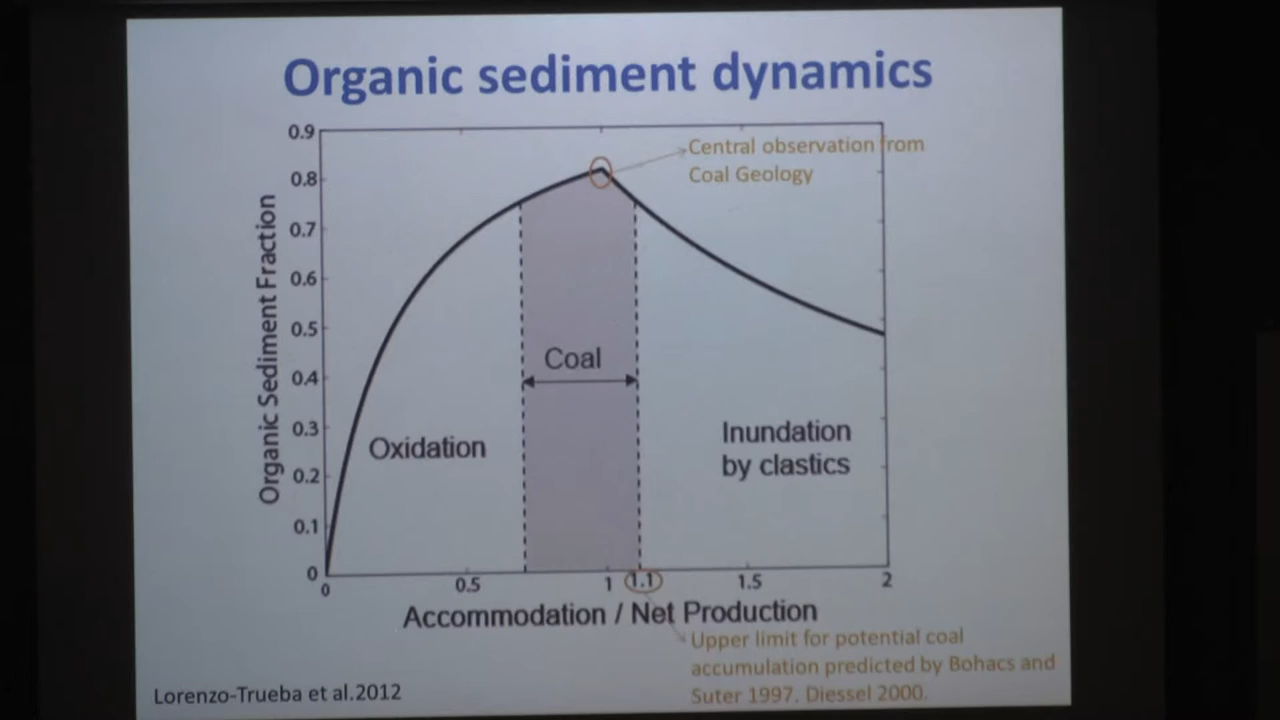 Organic sediment dynamics
0.9
0.8
0.7
0.6
0.5
0.4
0.3
0.2
0.1
0
Organic Sediment Fraction
Central observation from
Coal Geology
Coal
Oxidation
Inundation
by clastics
0 0.5 1 1.1 1.5 2
Accommodation / Net Production
Upper limit for potential coal
accumulation predicted by Bohacs and
Suter 1997, Diessel 2000.
Lorenzo-Trueba et al.2012